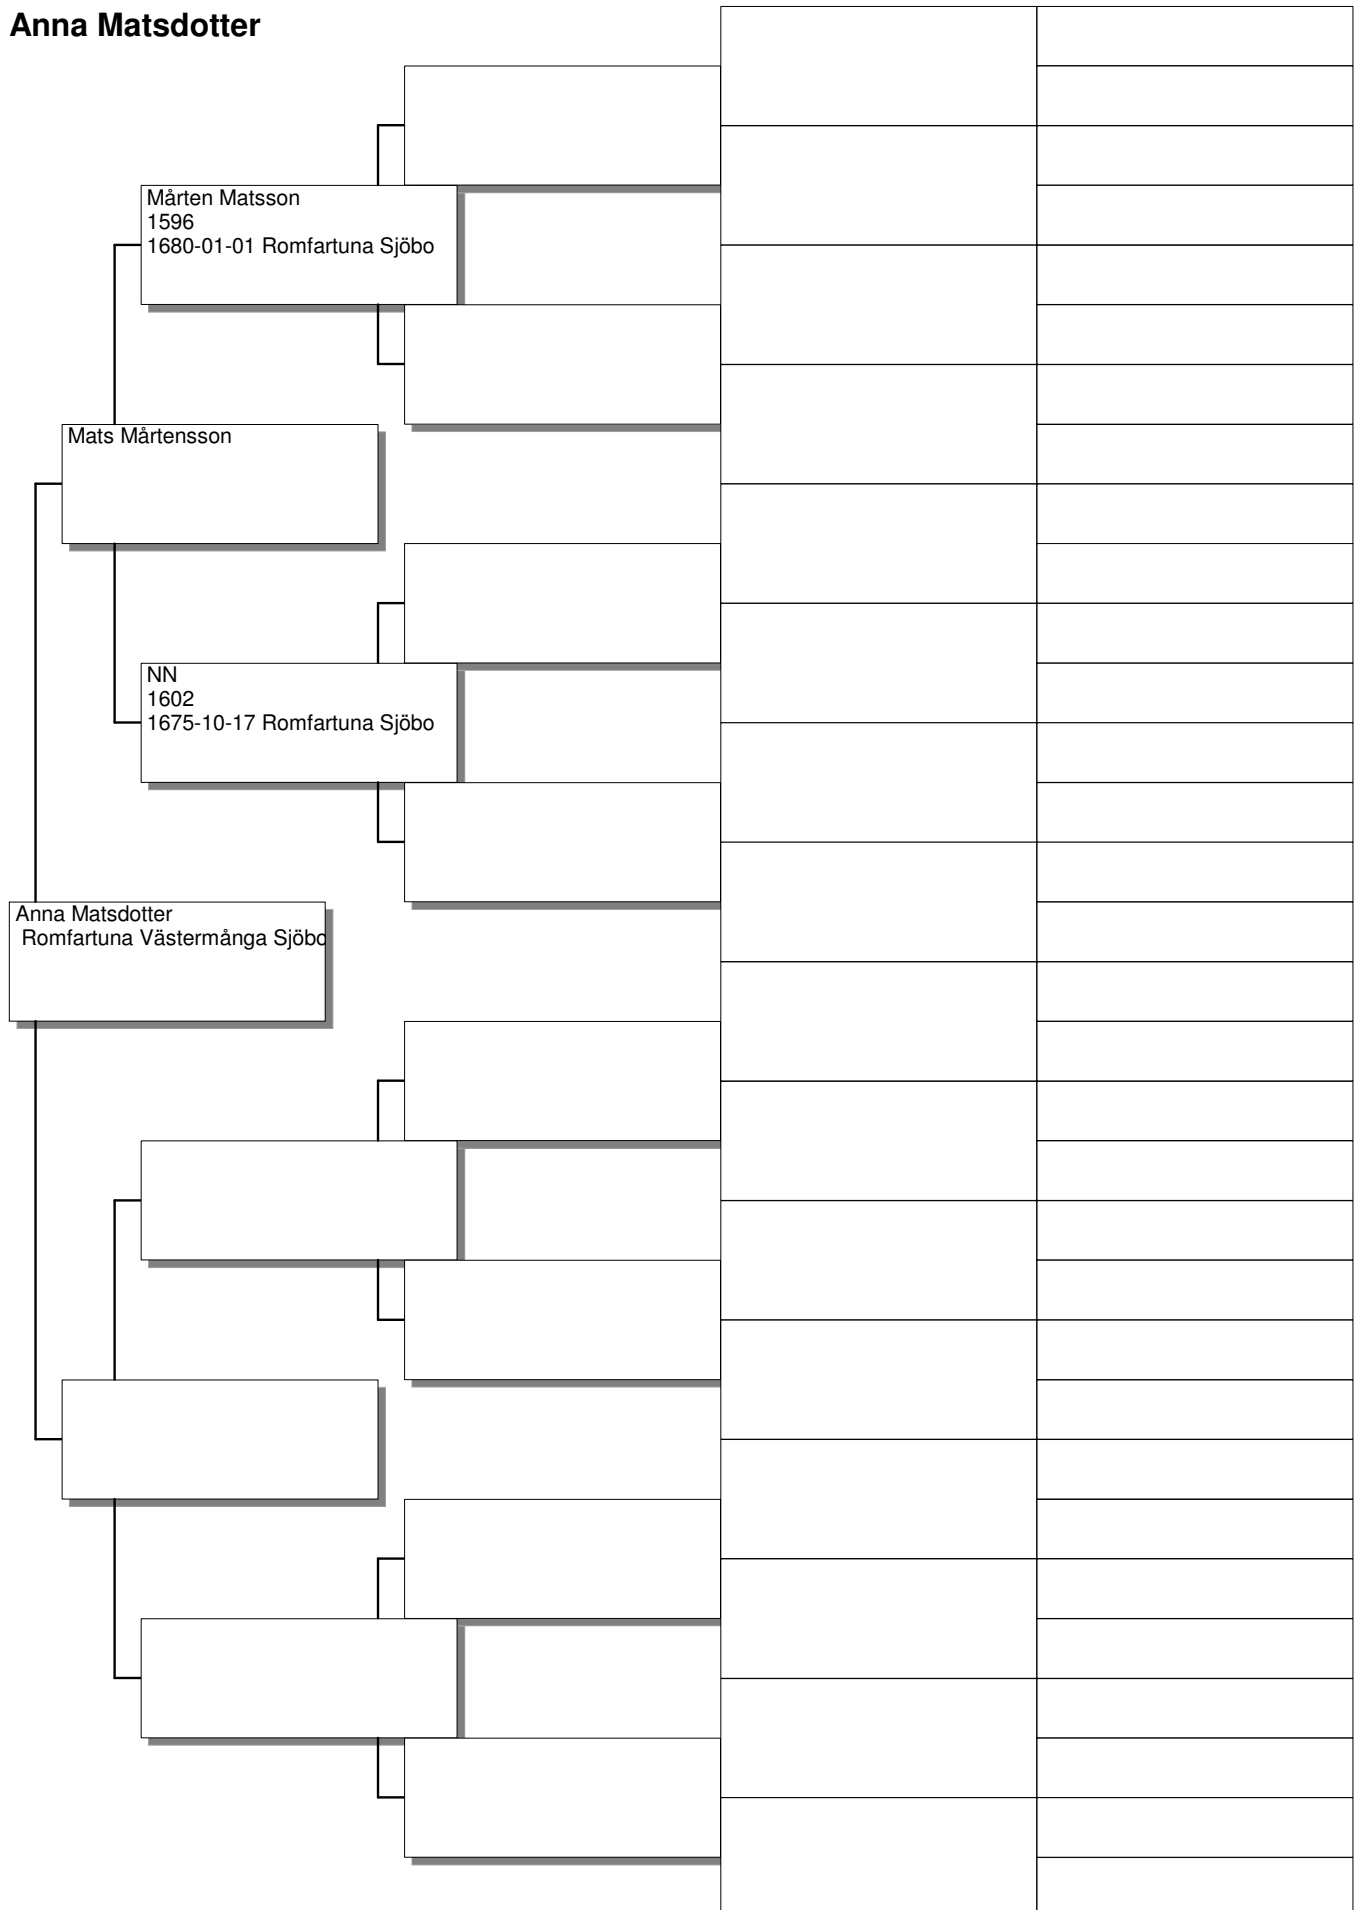 Anna Matsdotter
Mårten Matsson
1596
1680-01-01 Romfartuna Sjöbo
Mats Mårtensson
NN
1602
1675-10-17 Romfartuna Sjöbo
Anna Matsdotter
Romfartuna Västermånga Sjöbo